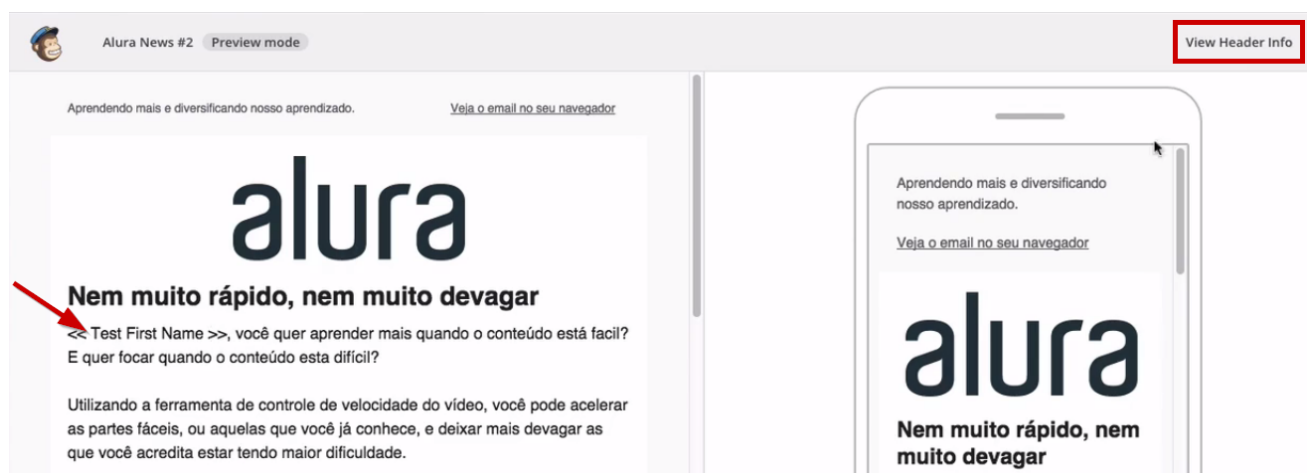 Alura News #2 Preview mode
View Header Info
Aprendendo mais e diversificando nosso aprendizado.
Veja o email no seu navegador
alura
Nem muito rápido, nem muito devagar
<< Test First Name >>, você quer aprender mais quando o conteúdo está facil?
E quer focar quando o conteúdo esta difícil?
Utilizando a ferramenta de controle de velocidade do vídeo, você pode acelerar
as partes fáceis, ou aquelas que você já conhece, e deixar mais devagar as
que você acredita estar tendo maior dificuldade.
Aprendendo mais e diversificando
nosso aprendizado.
Veja o email no seu navegador
alura
Nem muito rápido, nem
muito devagar